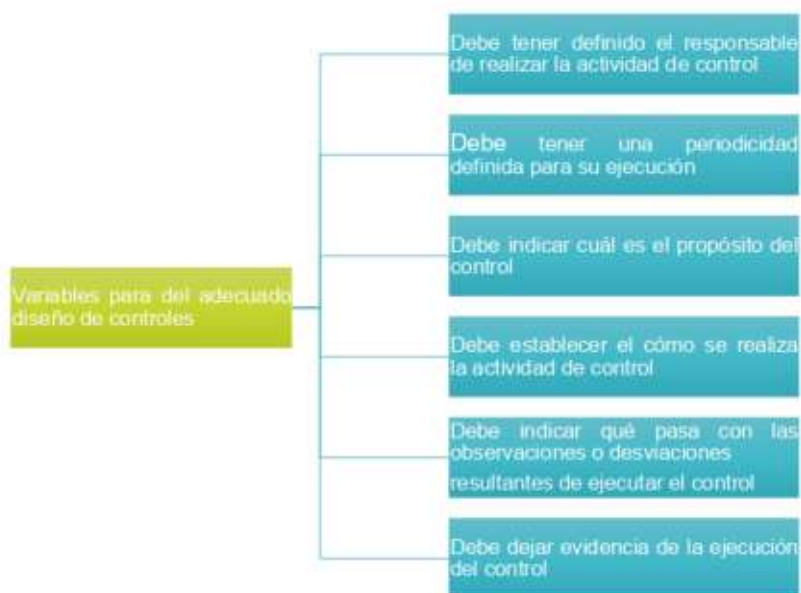 Variables para del adecuado
diseño de controles
Debe tener definido el responsable
de realizar la actividad de control
Debe tener una periodicidad
definida para su ejecución
Debe indicar cuál es el propósito del
control
Debe establecer el cómo se realiza
la actividad de control
Debe indicar qué pasa con las
observaciones o desviaciones
resultantes de ejecutar el control
Debe dejar evidencia de la ejecución
del control